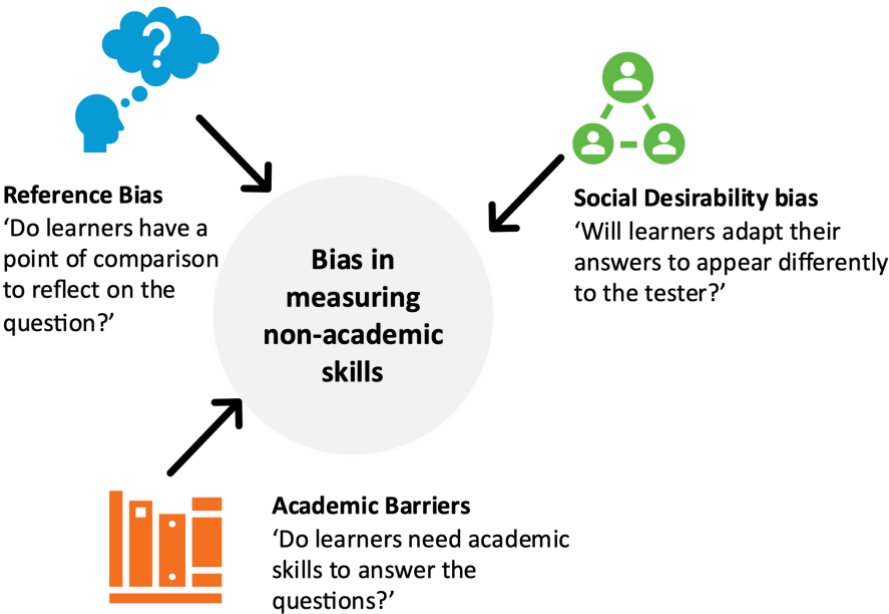 ?
Reference Bias
‘Do learners have a
point of comparison
to reflect on the
question?’
Social Desirability bias
‘Will learners adapt their
answers to appear differently
to the tester?’
Bias in
measuring
non-academic
skills
Academic Barriers
‘Do learners need academic
skills to answer the
questions?’